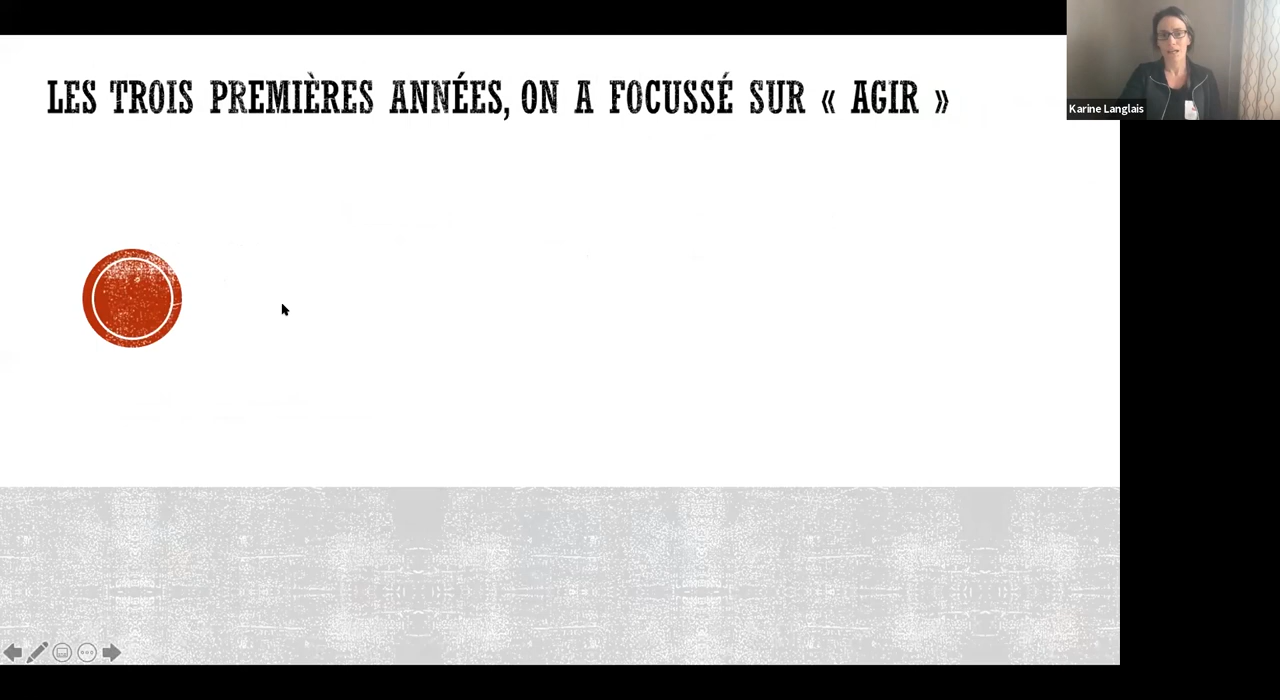 LES TROIS PREMIÈRES ANNÉES, ON A FOCUSSÉ SUR « AGIR »
Karine Langlais